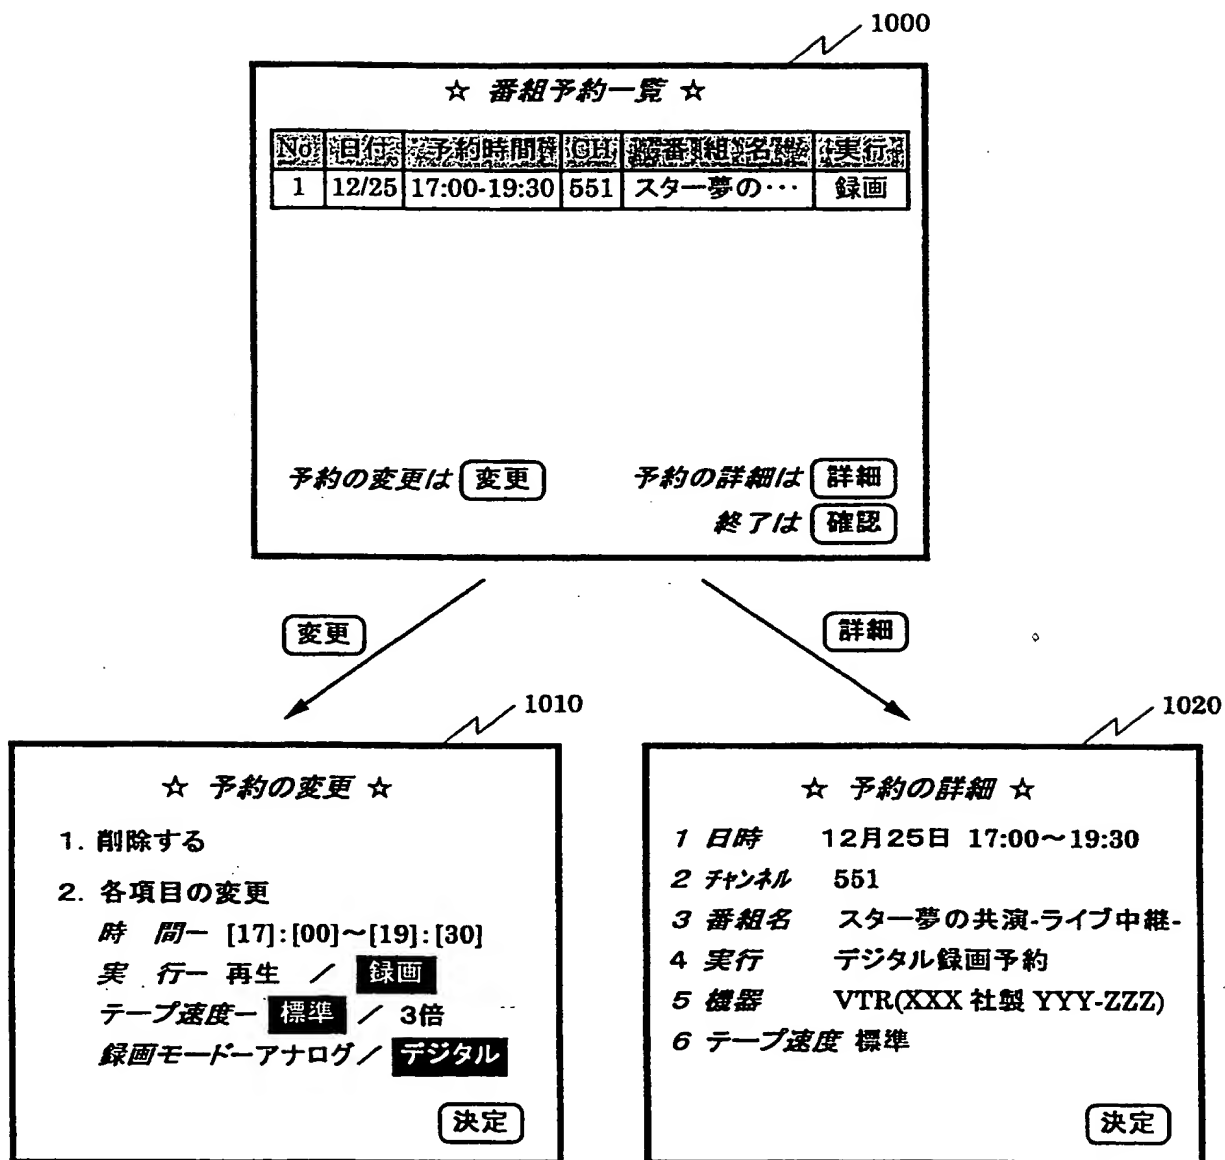 1000
☆ 番組予約一覧 ☆
No 日付 予約時間 CH 番 組 名 実行
1 12/25 17:00-19:30 551 スター夢の・・・ 録画
予約の変更は 変更 予約の詳細は 詳細
終了は 確認
変更 詳細
1010
1020
☆ 予約の変更 ☆
1. 削除する
2. 各項目の変更
時 間ー [17]:[00]～[19]:[30]
実 行ー 再生 / 録画
テープ速度ー 標準 / 3倍
録画モードーアナログ/ デジタル
決定
☆ 予約の詳細 ☆
1 日時 12月25日 17:00～19:30
2 チャンネル 551
3 番組名 スター夢の共演-ライブ中継-
4 実行 デジタル録画予約
5 機器 VTR(XXX 社製 YYY-ZZZ)
6 テープ速度 標準
決定